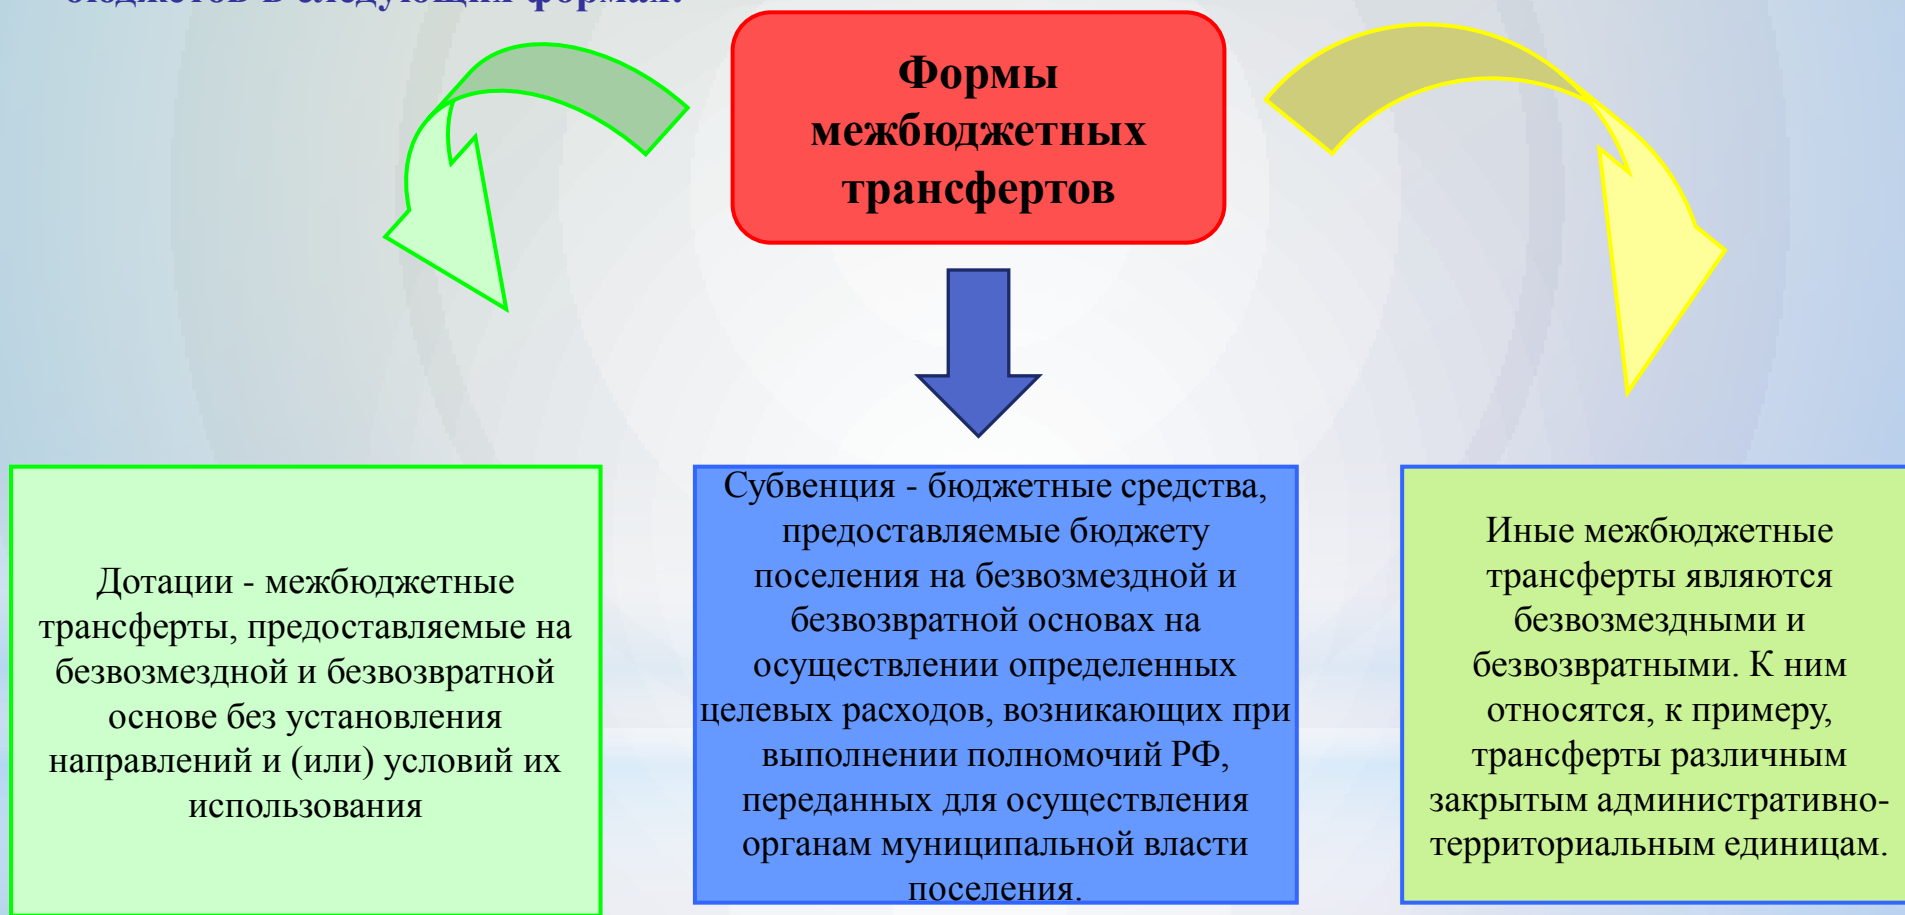 бюджетов в следующих формах:
Формы
межбюджетных
трансфертов
Дотации - межбюджетные
трансферты, предоставляемые на
безвозмездной и безвозвратной
основе без установления
направлений и (или) условий их
использования
Субвенция - бюджетные средства,
предоставляемые бюджету
поселения на безвозмездной и
безвозвратной основах на
осуществлении определенных
целевых расходов, возникающих при
выполнении полномочий РФ,
переданных для осуществления
органам муниципальной власти
поселения.
Иные межбюджетные
трансферты являются
безвозмездными и
безвозвратными. К ним
относятся, к примеру,
трансферты различным
закрытым административно-
территориальным единицам.